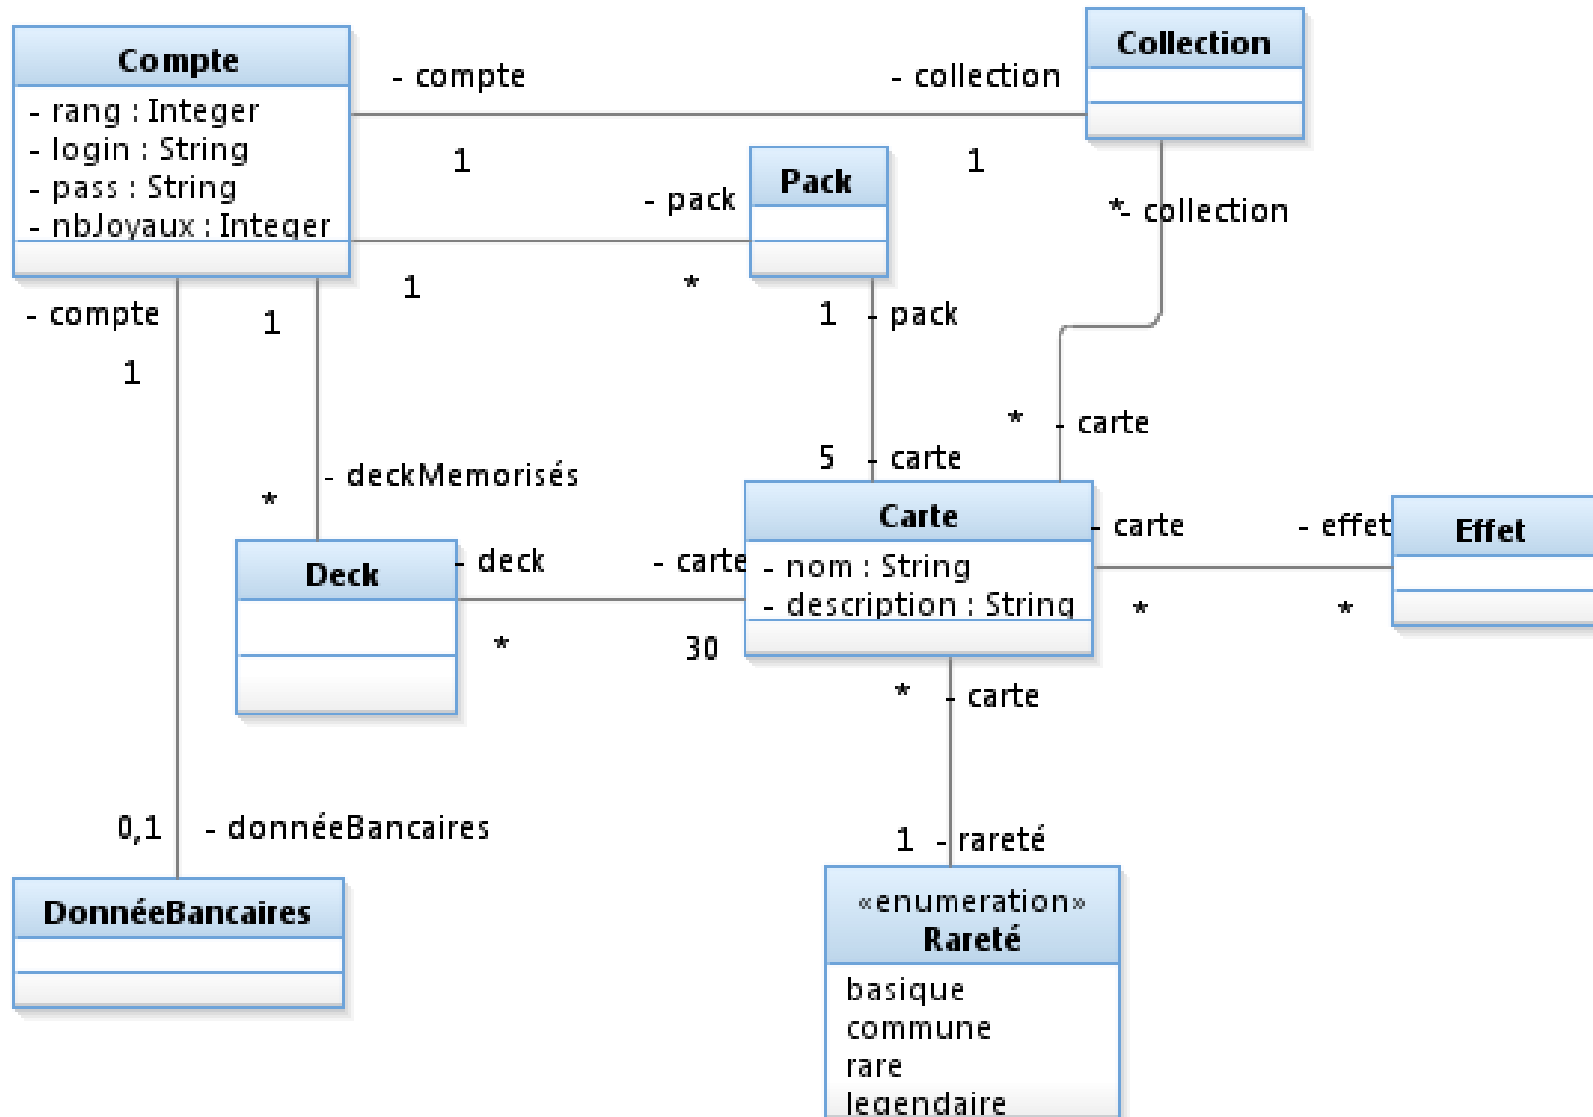 Compte
- rang : Integer
- login : String
- pass : String
- nbJoyaux : Integer
- compte
- collection
1
1
Collection
Pack
- pack
1
*
*
- collection
- compte
1
1
1
- pack
*
- carte
5
- carte
- deckMemorisés
*
Deck
- deck
- carte
*
30
Carte
- nom : String
- description : String
- carte
- effet
*
*
Effet
*
- carte
0,1
- donnéeBancaires
1
- rareté
DonnéeBancaires
«enumeration»
Rareté
basique
commune
rare
legendaire